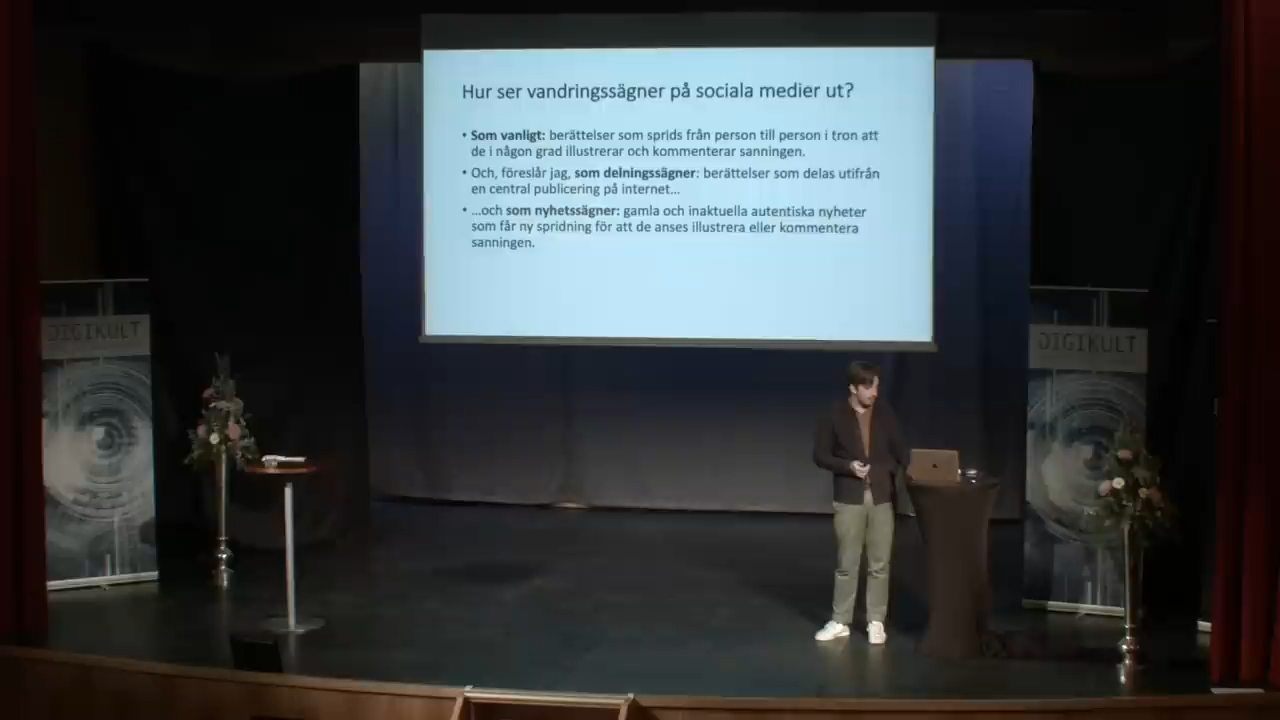 Hur ser vandringssägner på sociala medier ut?
• Som vanligt: berättelser som sprids från person till person i tron att
de i någon grad illustrerar och kommenterar sanningen.
• Och, föreslår jag, som delningssägner: berättelser som delas utifrån
en central publicering på internet...
• ...och som nyhetssägner: gamla och inaktuella autentiska nyheter
som får ny spridning för att de anses illustrera eller kommentera
sanningen.
DIGIKULT
DIGIKULT